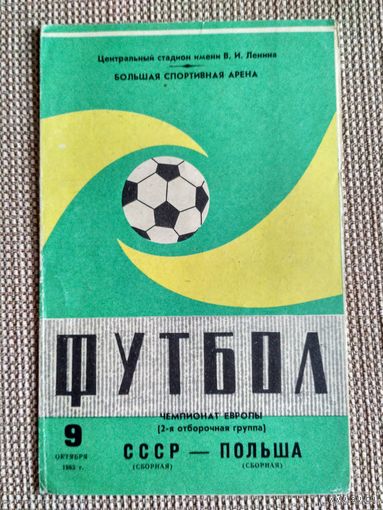 Центральный стадион имени В. И. Ленина
БОЛЬШАЯ СПОРТИВНАЯ АРЕНА
ФУТБОЛ
ЧЕМПИОНАТ ЕВРОПЫ
(2-я отборочная группа)
9
ОКТЯБРЯ
1983 г.
СССР — ПОЛЬША
(СБОРНАЯ) (СБОРНАЯ)